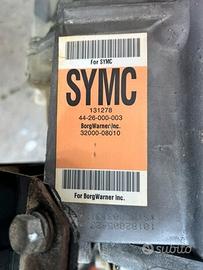 For SYMC
SYMC
131278
44-26-000-003
BorgWarner Inc.
32000-08010
For BorgWarner Inc.
subito